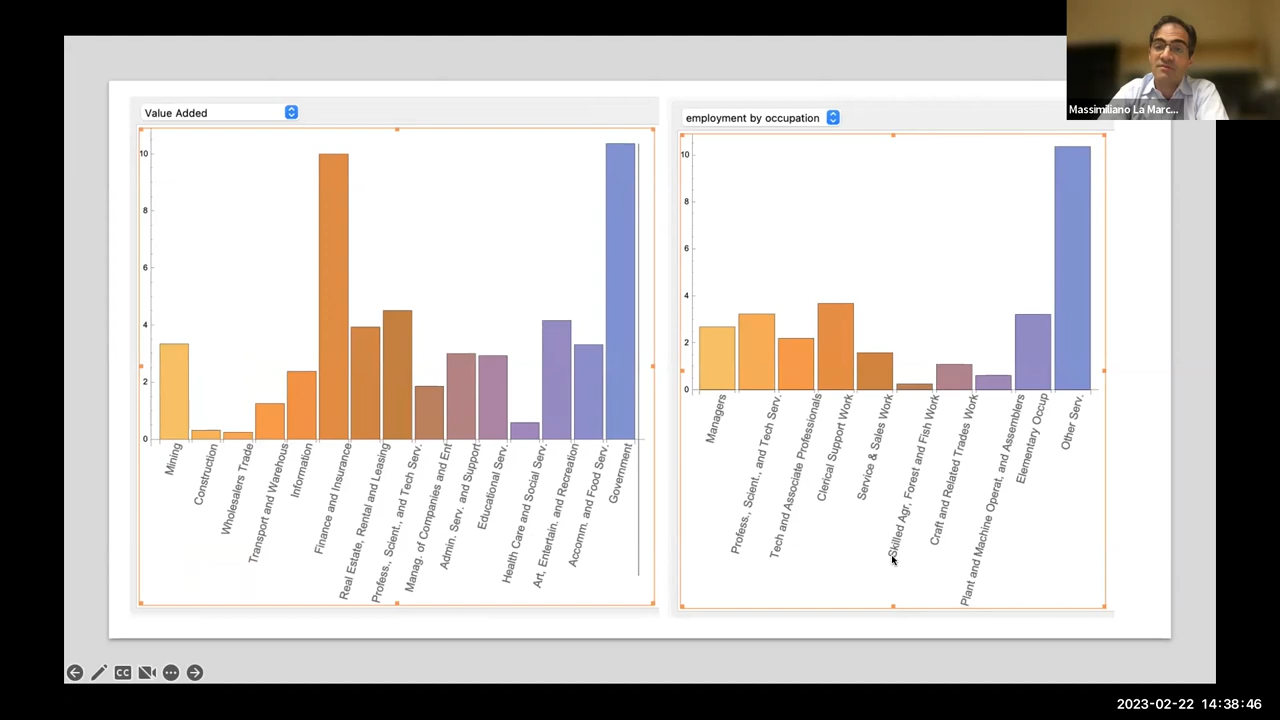 Massimiliano La Marc...
Value Added
10
8
6
4
2
0
Mining
Construction
Wholesalers Trade
Transport and Warehous
Information
Finance and Insurance
Real Estate, Rental and Leasing
Profess., Scient., and Tech Serv.
Manag. of Companies and Ent
Admin. Serv. and Support
Educational Serv.
Health Care and Social Serv.
Art, Entertain. and Recreation
Accomm. and Food Serv.
Government
employment by occupation
10
8
6
4
2
0
Managers
Profess., Scient., and Tech Serv.
Tech and Associate Professionals
Clerical Support Work
Service & Sales Work
Skilled Agr, Forest and Fish Work
Craft and Related Trades Work
Plant and Machine Operat, and Assemblers
Elementary Occup
Other Serv.
CC
2023-02-22 14:38:46